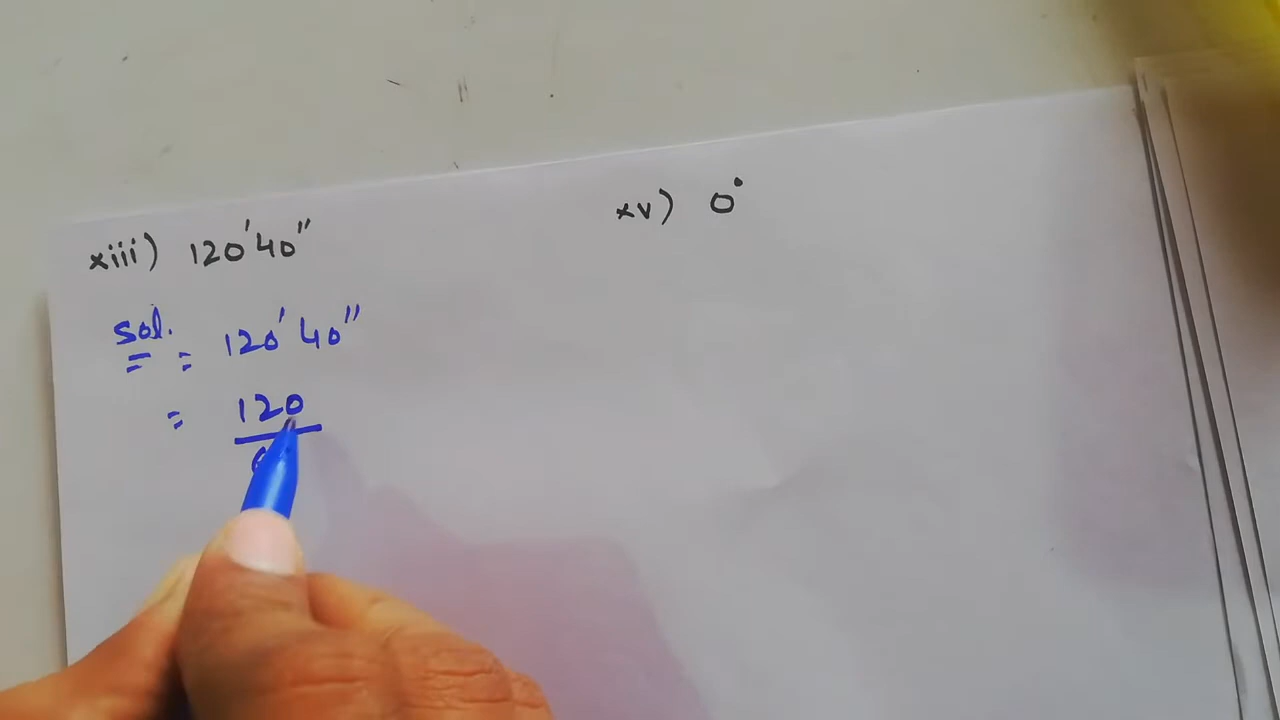 xiii) 120'40"
xv) 0°
Sol.
= 120' 40"
= 120